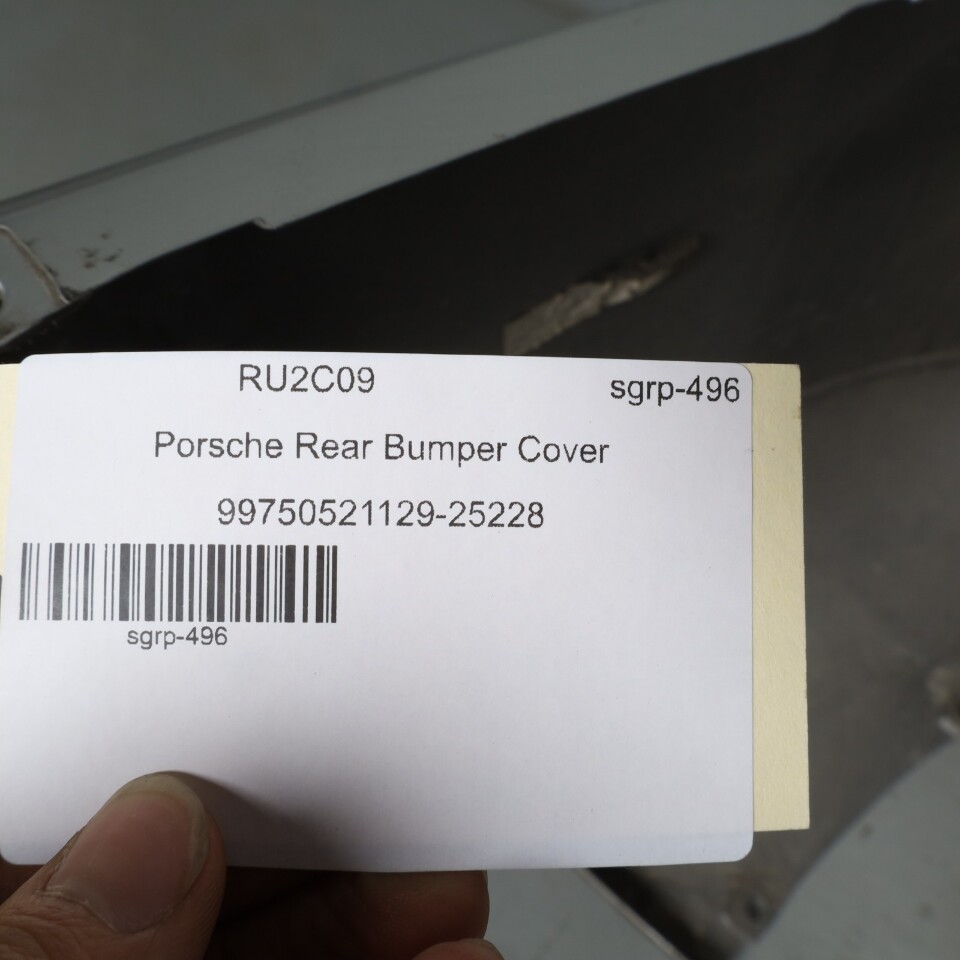 RU2C09
sgrp-496
Porsche Rear Bumper Cover
99750521129-25228
sgrp-496